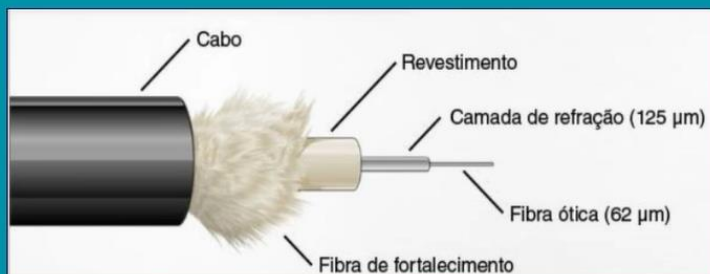 Cabo
Revestimento
Camada de refração (125 µm)
Fibra ótica (62 µm)
Fibra de fortalecimento